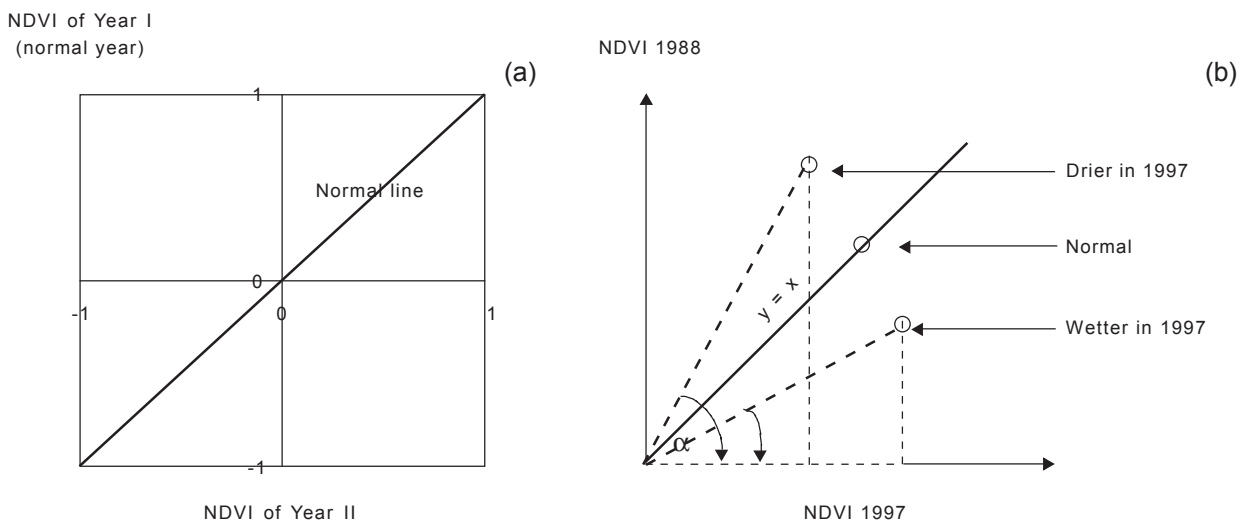 NDVI of Year I
(normal year)
(a)
1
Normal line
0
-1
0
1
-1
NDVI of Year II
NDVI 1988
(b)
Drier in 1997
Normal
y = x
Wetter in 1997
α
NDVI 1997